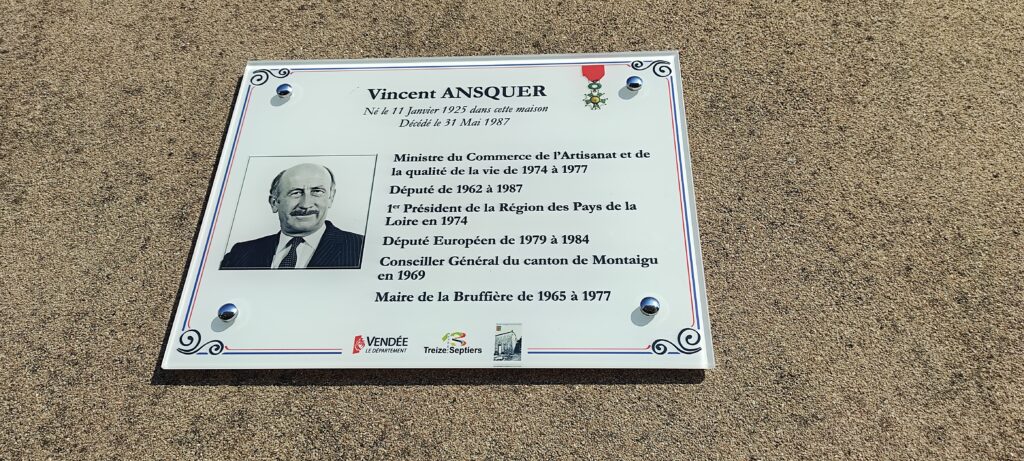 Vincent ANSQUER
Né le 11 Janvier 1925 dans cette maison
Décédé le 31 Mai 1987
Ministre du Commerce de l'Artisanat et de
la qualité de la vie de 1974 à 1977
Député de 1962 à 1987
1er Président de la Région des Pays de la
Loire en 1974
Député Européen de 1979 à 1984
Conseiller Général du canton de Montaigu
en 1969
Maire de la Bruffière de 1965 à 1977
VENDÉE
LE DÉPARTEMENT
Treize Septiers